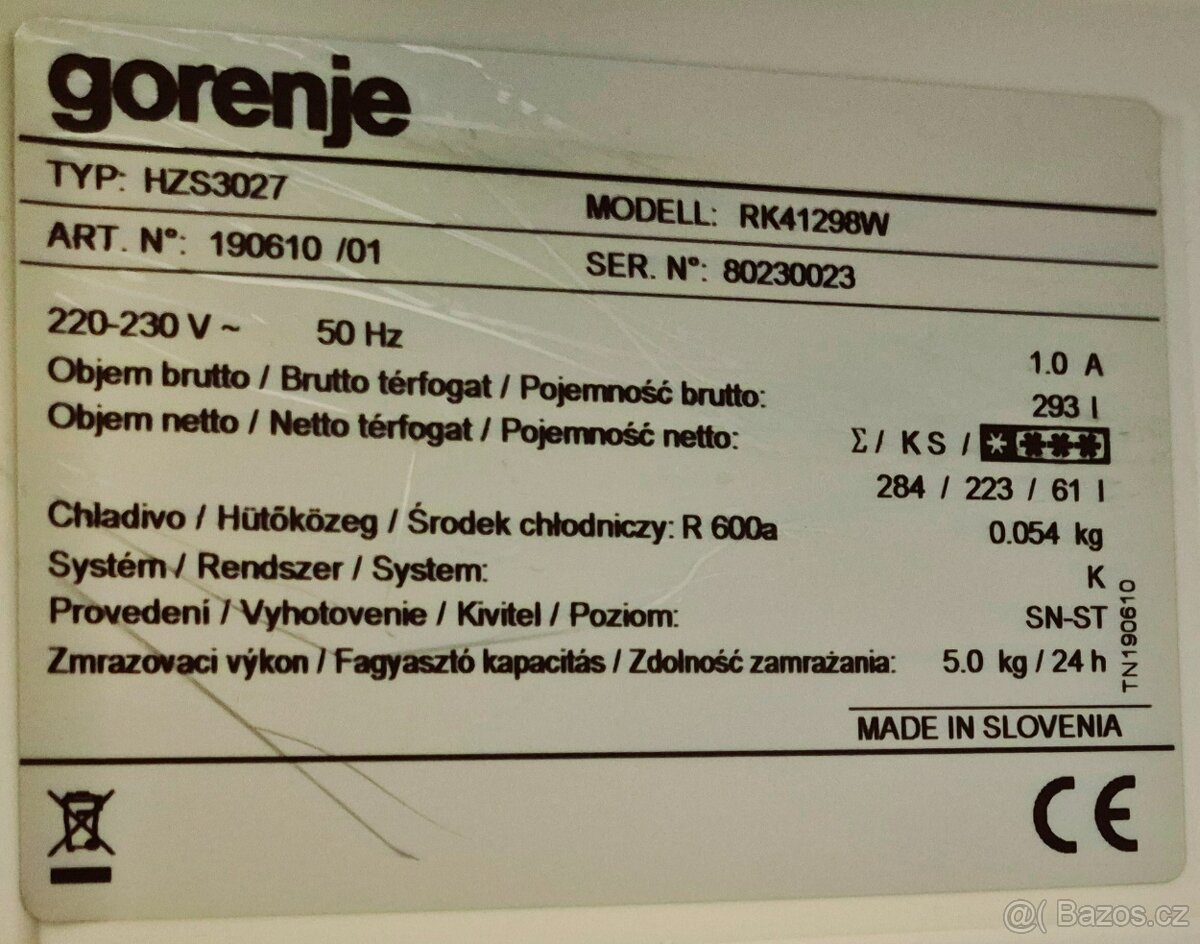 gorenje
TYP: HZS3027 MODELL: RK41298W
ART. Nº: 190610 /01 SER. Nº: 80230023
220-230 V ~ 50 Hz 1.0 A
Objem brutto / Brutto térfogat / Pojemność brutto: 293 l
Objem netto / Netto térfogat / Pojemność netto: Σ / K S /
284 / 223 / 61 l
Chladivo / Hűtőközeg / Środek chłodniczy: R 600a 0.054 kg
Systém / Rendszer / System: K
Provedení / Vyhotovenie / Kivitel / Poziom: SN-ST
Zmrazovaci výkon / Fagyasztó kapacitás / Zdolność zamrażania: 5.0 kg / 24 h
TN190610
MADE IN SLOVENIA
CE
@( Bazos.cz